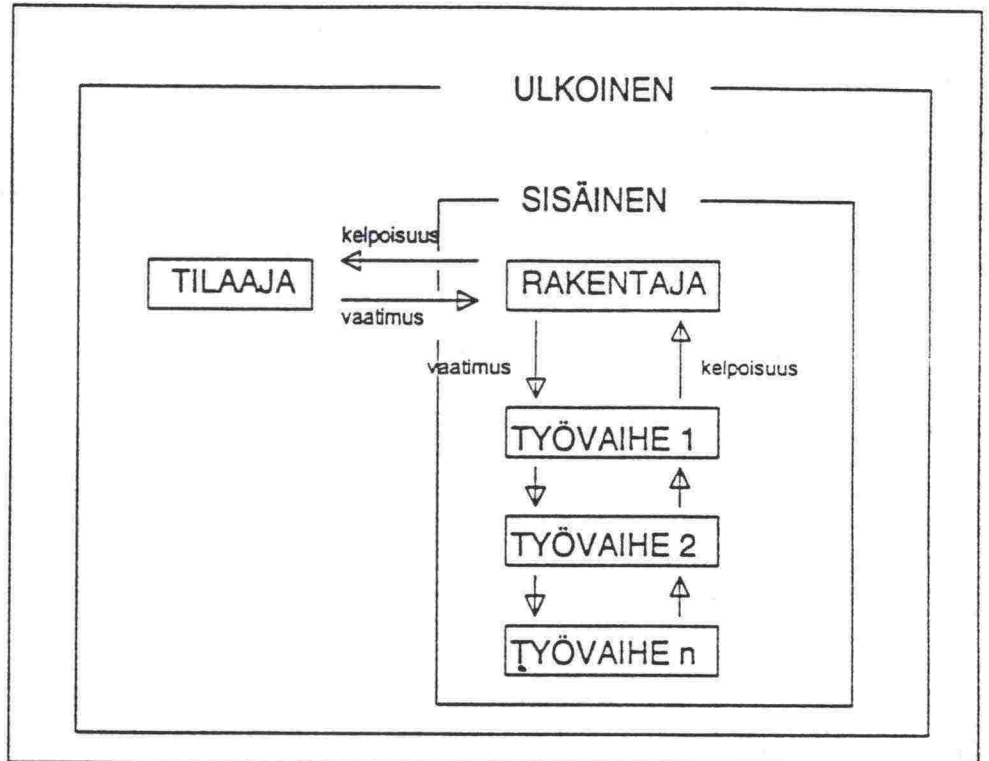 ULKOINEN
SISÄINEN
kelpoisuus
TILAAJA
RAKENTAJA
vaatimus
vaatimus
kelpoisuus
TYÖVAIHE 1
TYÖVAIHE 2
TYÖVAIHE n